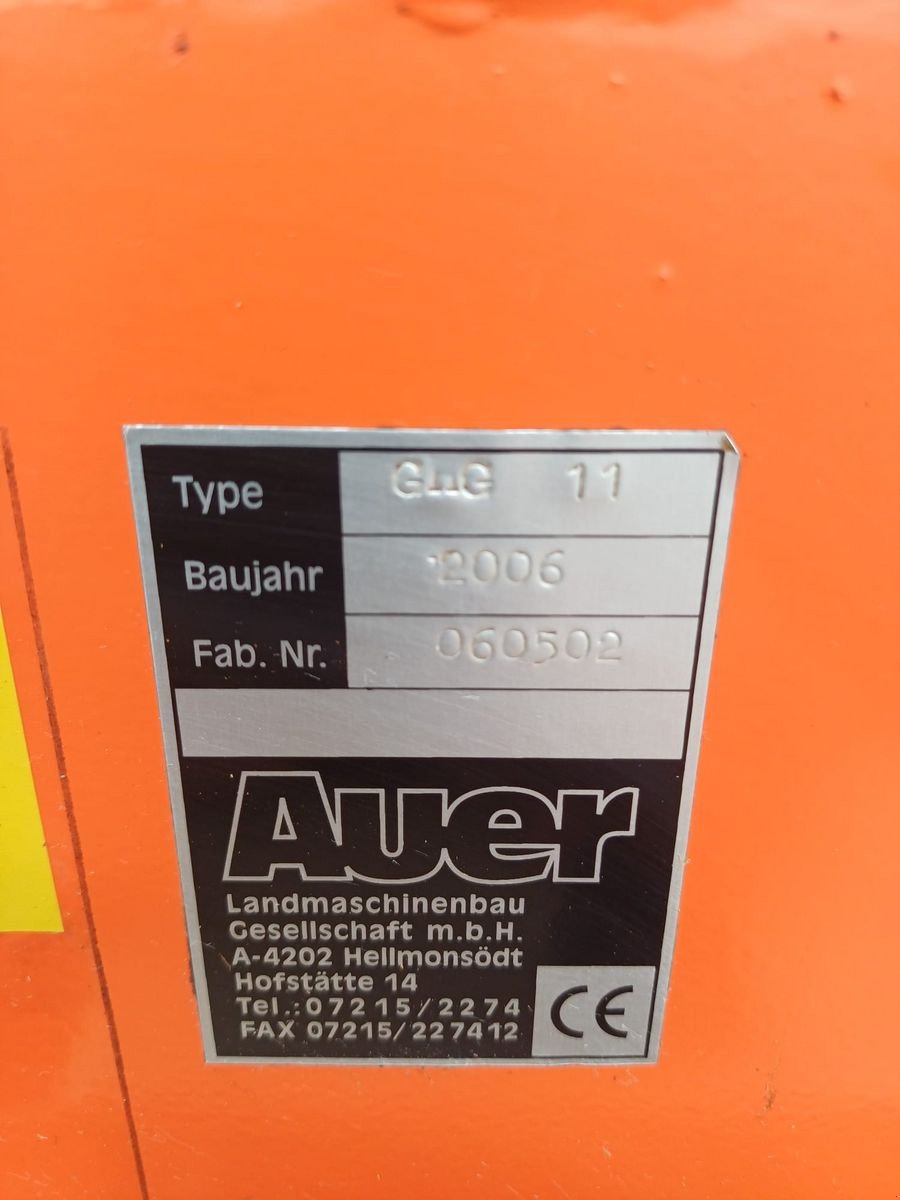 Type 11
Baujahr 2006
Fab. Nr. 060502
Auer
Landmaschinenbau
Gesellschaft m.b.H.
A-4202 Hellmonsödt
Hofstätte 14
Tel.: 07215/2274
FAX 07215/227412
CE